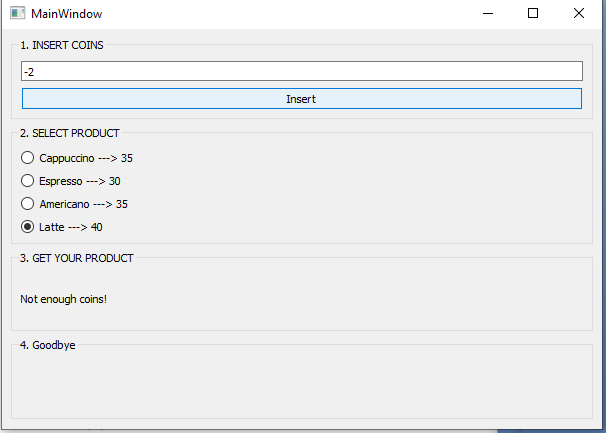 MainWindow
1. INSERT COINS
-2
Insert
2. SELECT PRODUCT
Cappuccino ---> 35
Espresso ---> 30
Americano ---> 35
Latte ---> 40
3. GET YOUR PRODUCT
Not enough coins!
4. Goodbye